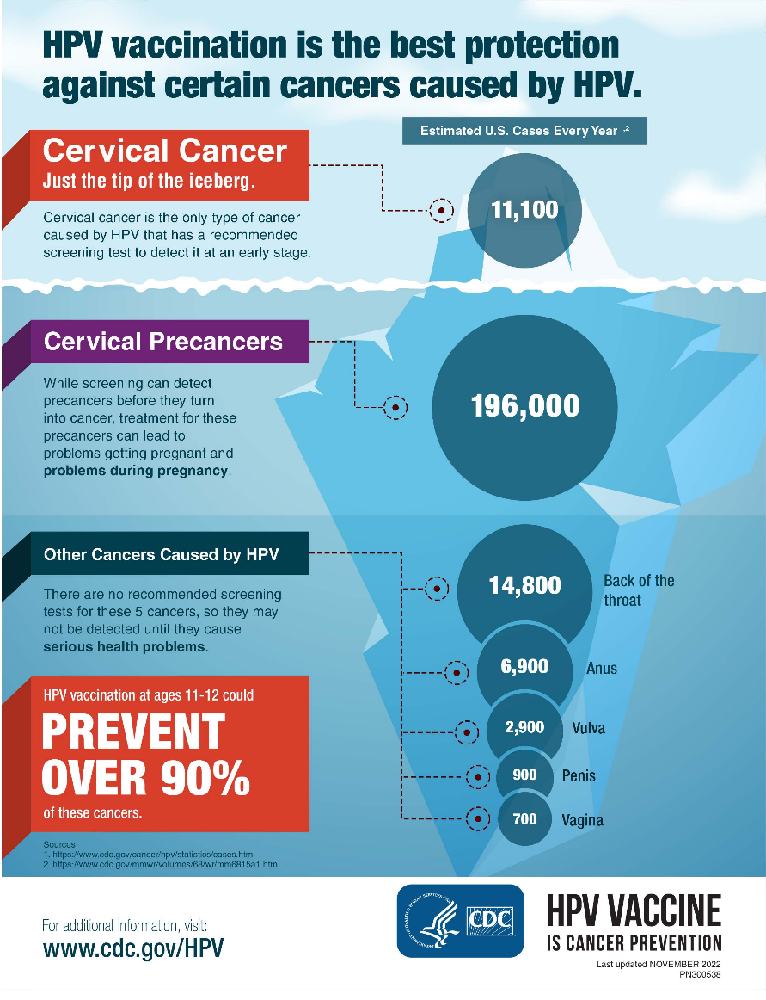 HPV vaccination is the best protection
against certain cancers caused by HPV.
Estimated U.S. Cases Every Year 1,2
Cervical Cancer
Just the tip of the iceberg.
11,100
Cervical cancer is the only type of cancer
caused by HPV that has a recommended
screening test to detect it at an early stage.
Cervical Precancers
While screening can detect
precancers before they turn
into cancer, treatment for these
precancers can lead to
problems getting pregnant and
problems during pregnancy.
196,000
Other Cancers Caused by HPV
There are no recommended screening
tests for these 5 cancers, so they may
not be detected until they cause
serious health problems.
14,800
Back of the
throat
6,900
Anus
2,900
Vulva
900
Penis
700
Vagina
HPV vaccination at ages 11-12 could
PREVENT
OVER 90%
of these cancers.
Sources:
1. https://www.cdc.gov/cancer/hpv/statistics/cases.htm
2. https://www.cdc.gov/mmwr/volumes/68/wr/mm6815a1.htm
For additional information, visit:
www.cdc.gov/HPV
CDC
HPV VACCINE
IS CANCER PREVENTION
Last updated NOVEMBER 2022
PN300538